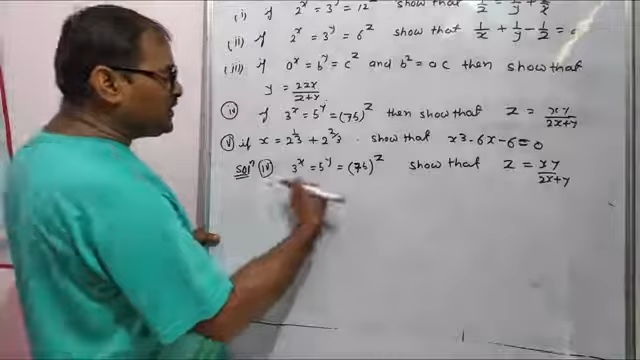 (i) if 2^x = 3^y = 12^z show that 1/z = 1/y + 2/x
(ii) if 2^x = 3^y = 6^z show that 1/x + 1/y - 1/z = 0
(iii) if a^x = b^y = c^z and b^2 = ac then show that
y = 2zx/z+y
(iv) if 3^x = 5^y = (75)^z then show that z = xy/2x+y
(v) if x = 2^1/3 + 2^2/3 . show that x3-6x-6=0
Sol^n (iv) 3^x = 5^y = (75)^z show that z = xy/2x+y